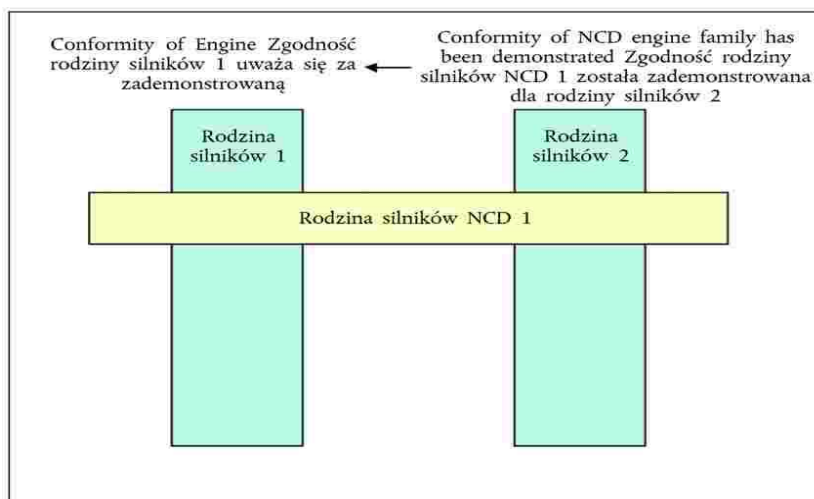 Conformity of Engine Zgodność
rodziny silników 1 uważa się za
zademonstrowaną
Conformity of NCD engine family has
been demonstrated Zgodność rodziny
silników NCD 1 została zademonstrowana
dla rodziny silników 2
Rodzina
silników 1
Rodzina
silników 2
Rodzina silników NCD 1